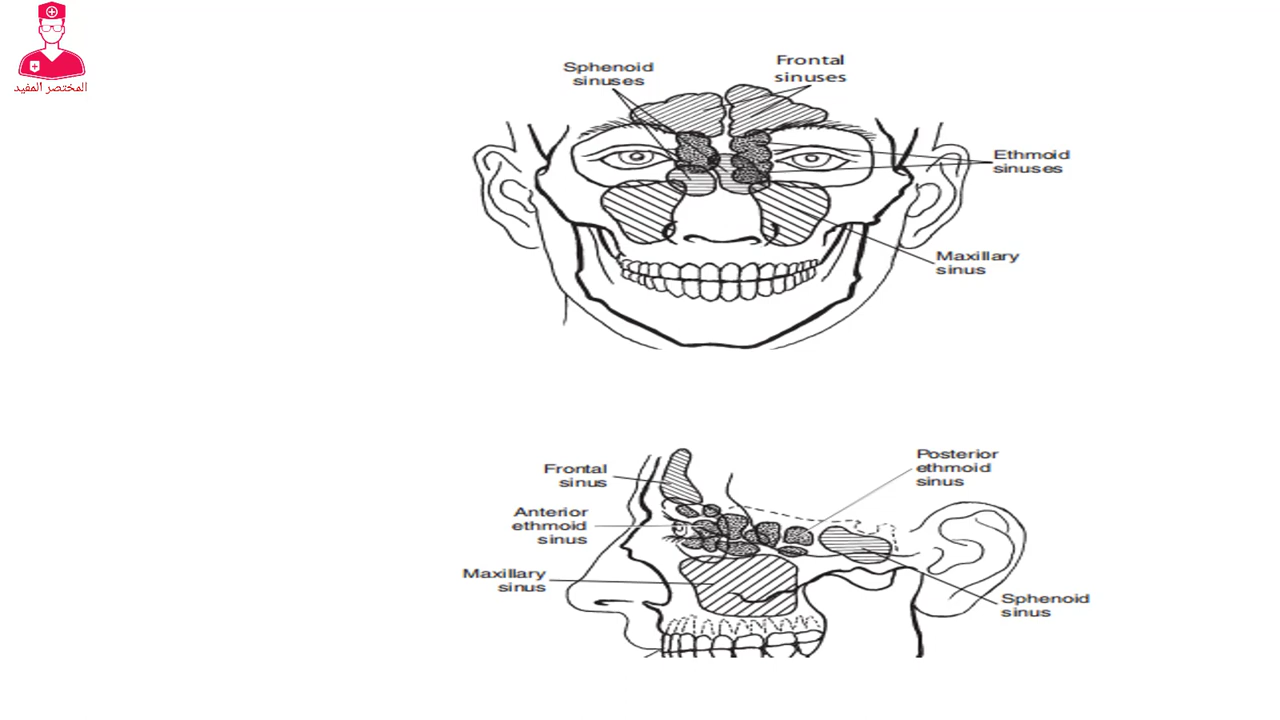 المختصر المفيد
Sphenoid
sinuses
Frontal
sinuses
Ethmoid
sinuses
Maxillary
sinus
Frontal
sinus
Anterior
ethmoid
sinus
Maxillary
sinus
Posterior
ethmoid
sinus
Sphenoid
sinus